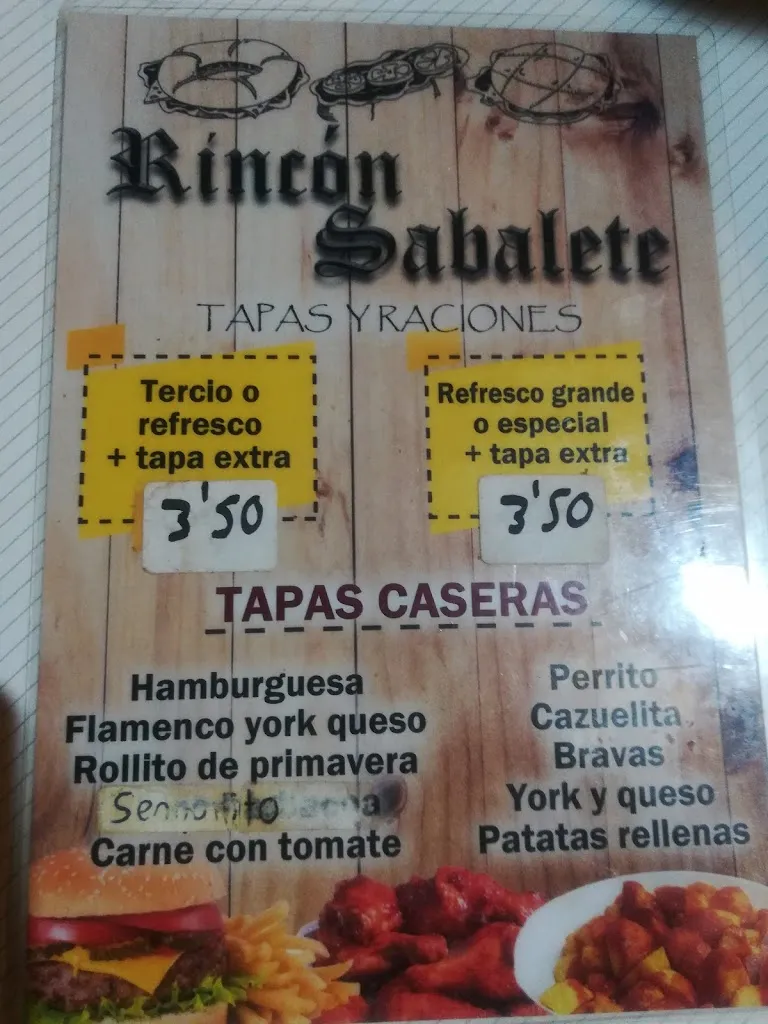 Rincón
Sabalete
TAPAS Y RACIONES
Tercio o
refresco
+ tapa extra
3'50
Refresco grande
o especial
+ tapa extra
3'50
TAPAS CASERAS
Hamburguesa
Flamenco york queso
Rollito de primavera
Carne con tomate
Perrito
Cazuelita
Bravas
York y queso
Patatas rellenas